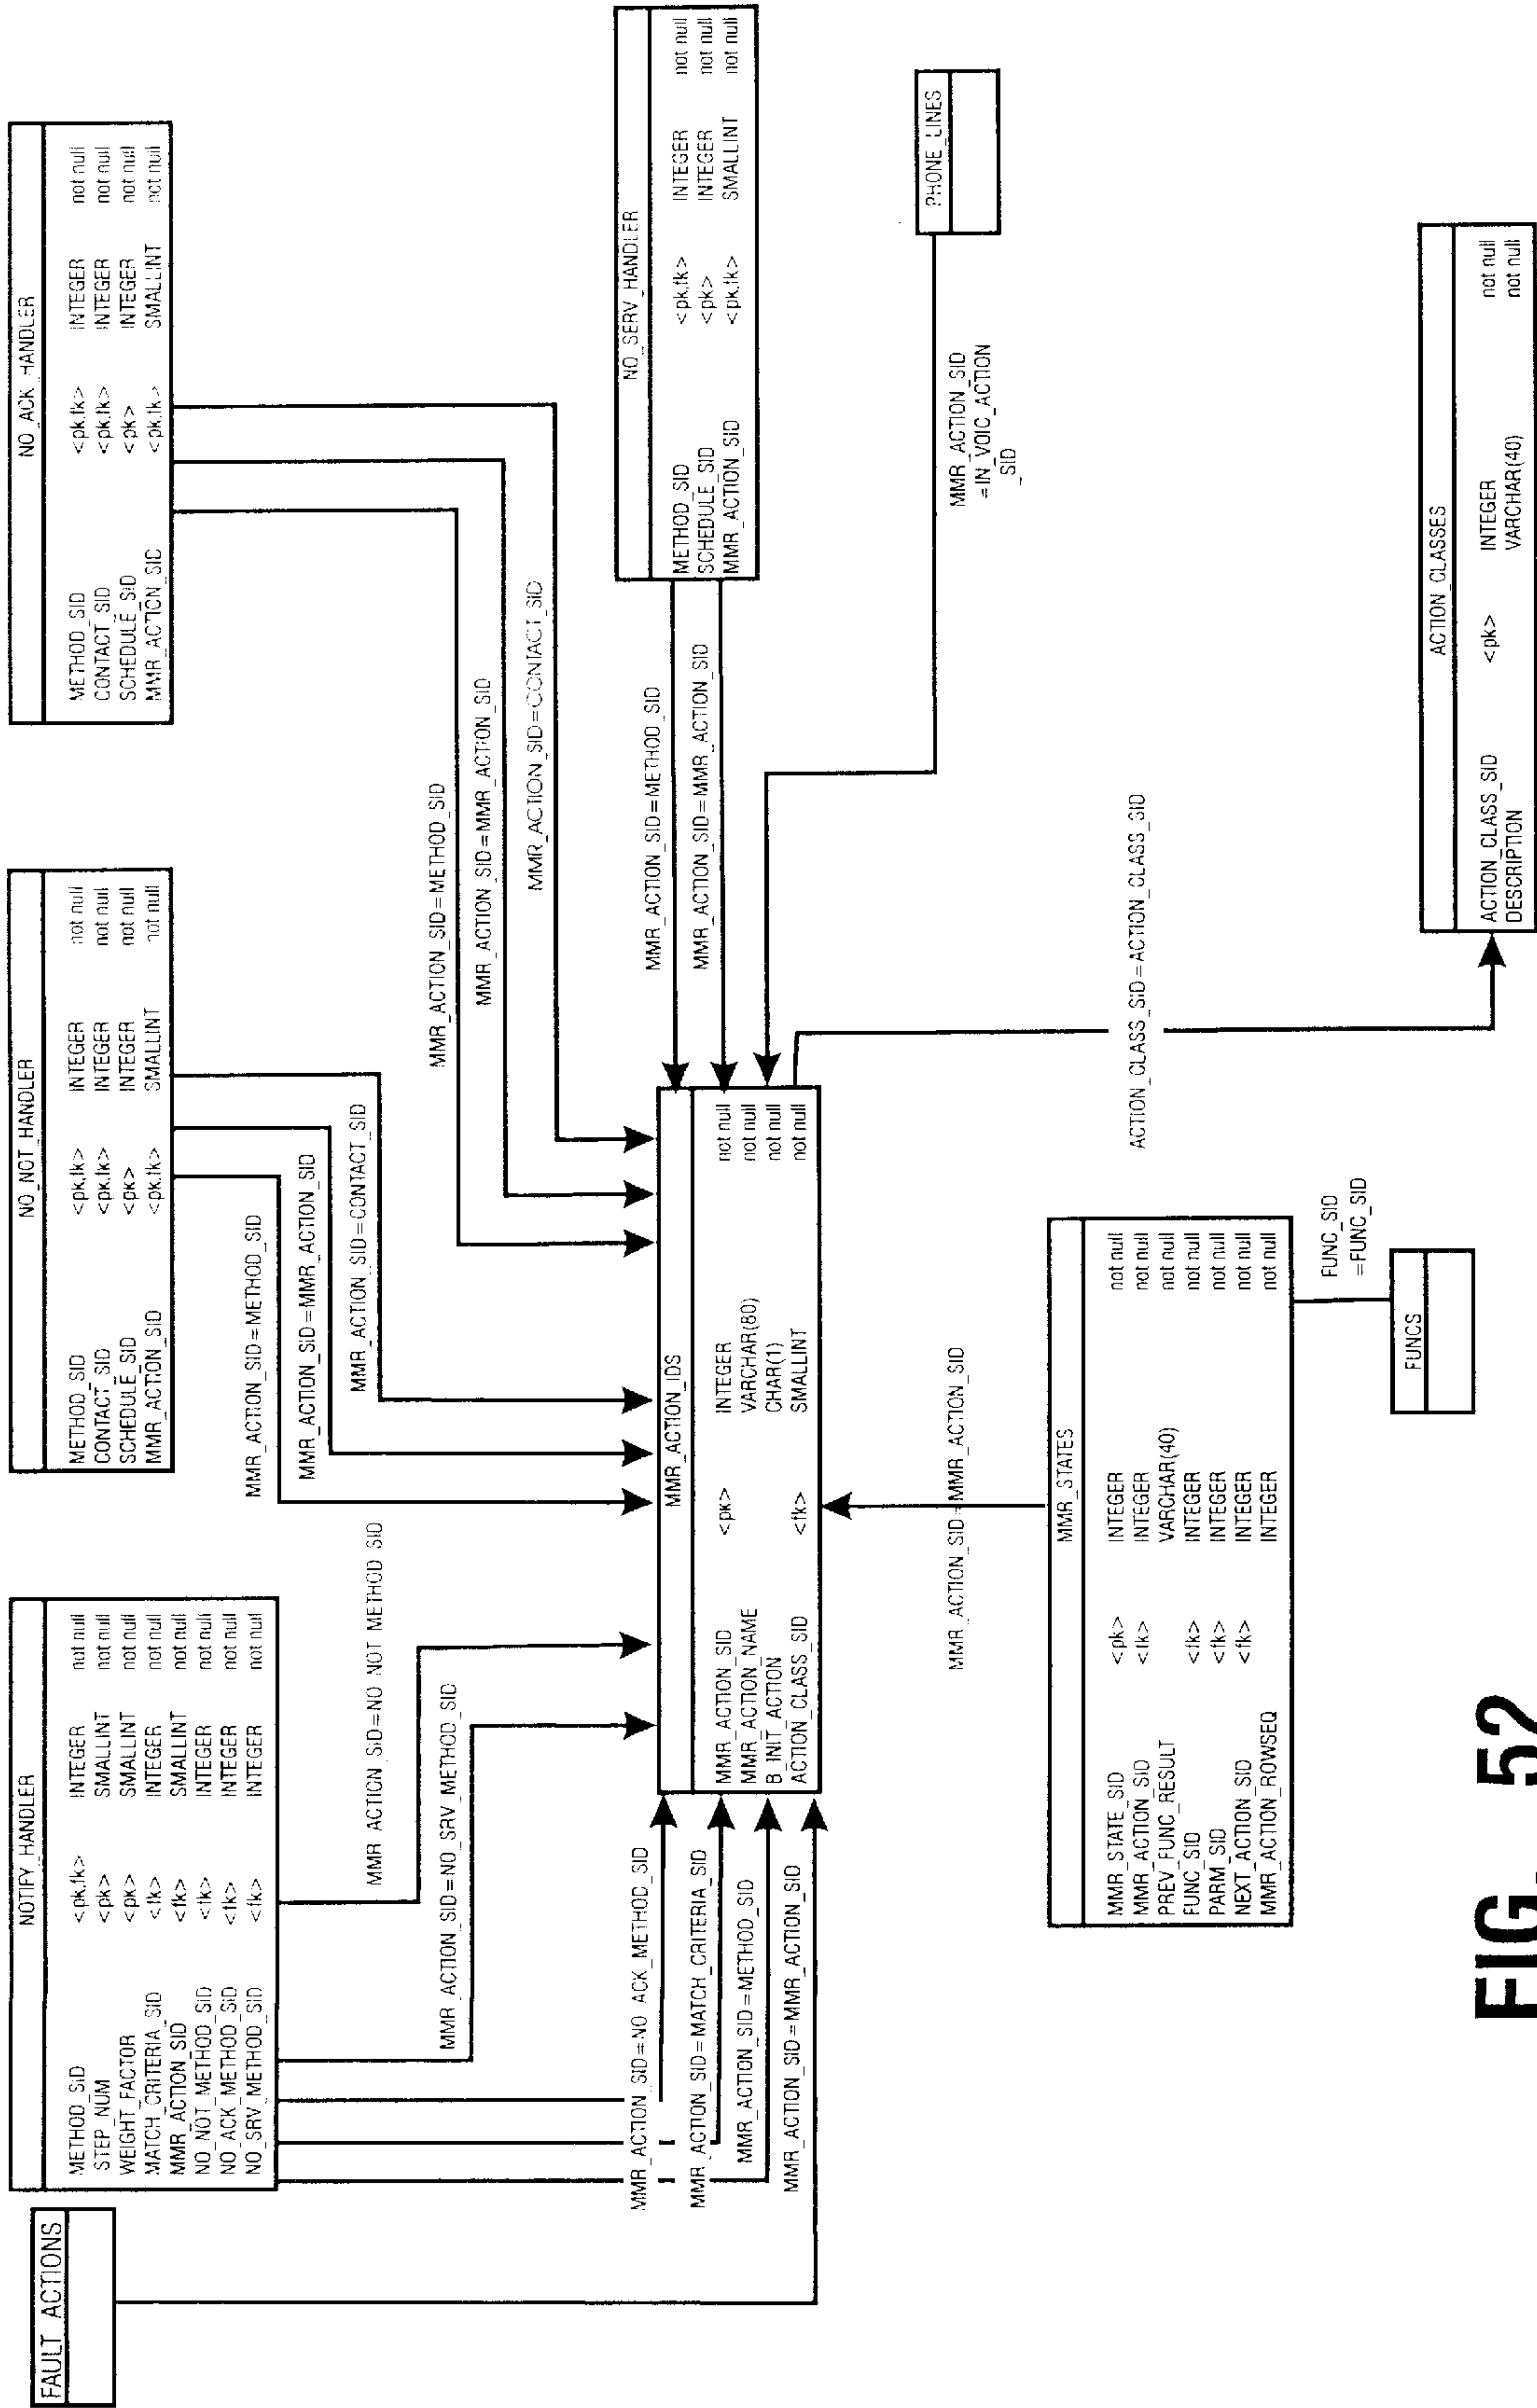 FAULT_ACTIONS
NOTIFY_HANDLER
METHOD_SID <pk,fk> INTEGER not null
STEP_NUM <pk> SMALLINT not null
WEIGHT_FACTOR <pk> SMALLINT not null
MATCH_CRITERIA_SID <fk> INTEGER not null
MMR_ACTION_SID <fk> SMALLINT not null
NO_NOT_METHOD_SID <fk> INTEGER not null
NO_ACK_METHOD_SID <fk> INTEGER not null
NO_SRV_METHOD_SID <fk> INTEGER not null
NO_NOT_HANDLER
METHOD_SID <pk,fk> INTEGER not null
CONTACT_SID <pk,fk> INTEGER not null
SCHEDULE_SID <pk> INTEGER not null
MMR_ACTION_SID <pk,fk> SMALLINT not null
NO_ACK_HANDLER
METHOD_SID <pk,fk> INTEGER not null
CONTACT_SID <pk,fk> INTEGER not null
SCHEDULE_SID <pk> INTEGER not null
MMR_ACTION_SID <pk,fk> SMALLINT not null
MMR_ACTION_SID=METHOD_SID
MMR_ACTION_SID=MMR_ACTION_SID
MMR_ACTION_SID=CONTACT_SID
MMR_ACTION_SID=NO_NOT_METHOD_SID
MMR_ACTION_SID=NO_SRV_METHOD_SID
MMR_ACTION_SID=METHOD_SID
MMR_ACTION_SID=MMR_ACTION_SID
MMR_ACTION_SID=CONTACT_SID
MMR_ACTION_SID=NO_ACK_METHOD_SID
MMR_ACTION_SID=MATCH_CRITERIA_SID
MMR_ACTION_SID=METHOD_SID
MMR_ACTION_SID=MMR_ACTION_SID
MMR_ACTION_IDS
MMR_ACTION_SID <pk> INTEGER not null
MMR_ACTION_NAME VARCHAR(80) not null
B_INIT_ACTION CHAR(1) not null
ACTION_CLASS_SID <fk> SMALLINT not null
MMR_ACTION_SID=METHOD_SID
MMR_ACTION_SID=MMR_ACTION_SID
NO_SERV_HANDLER
METHOD_SID <pk,fk> INTEGER not null
SCHEDULE_SID <pk> INTEGER not null
MMR_ACTION_SID <pk,fk> SMALLINT not null
PHONE_LINES
MMR_ACTION_SID
=IN_VOIC_ACTION
_SID
MMR_ACTION_SID=MMR_ACTION_SID
ACTION_CLASS_SID=ACTION_CLASS_SID
MMR_STATES
MMR_STATE_SID <pk> INTEGER not null
MMR_ACTION_SID <fk> INTEGER not null
PREV_FUNC_RESULT VARCHAR(40) not null
FUNC_SID <fk> INTEGER not null
PARM_SID <fk> INTEGER not null
NEXT_ACTION_SID <fk> INTEGER not null
MMR_ACTION_ROWSEQ INTEGER not null
FUNC_SID
=FUNC_SID
FUNCS
ACTION_CLASSES
ACTION_CLASS_SID <pk> INTEGER not null
DESCRIPTION VARCHAR(40) not null
FIG. 52